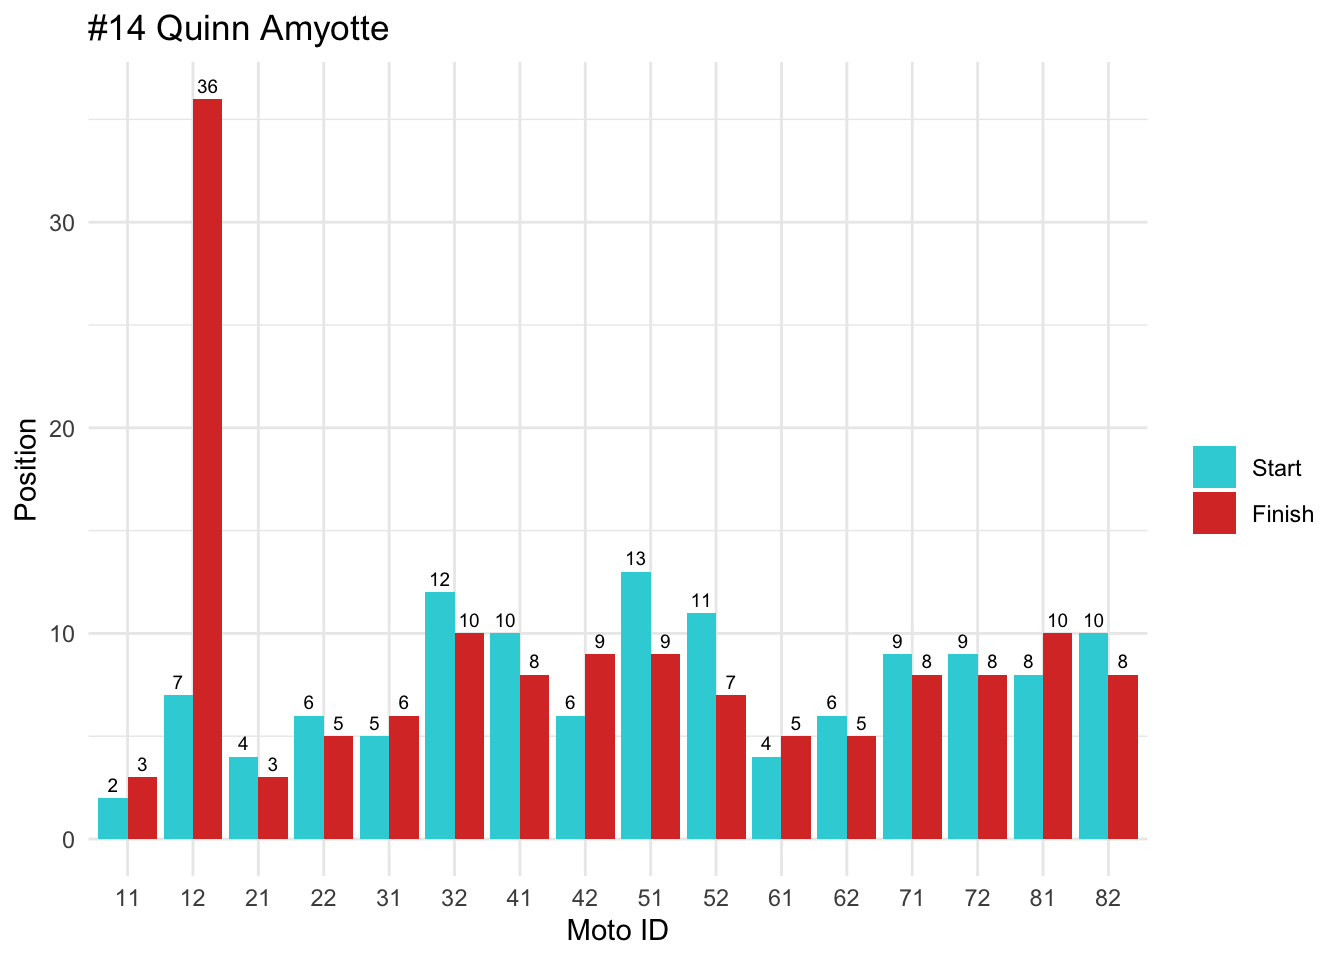 #14 Quinn Amyotte
36
30
20
10
0
Position
2 3 7 4 3 6 5 5 6 12 10 10 8 6 9 13 9 11 7 4 5 6 5 9 8 9 8 8 10 10 8
11 12 21 22 31 32 41 42 51 52 61 62 71 72 81 82
Moto ID
Start
Finish